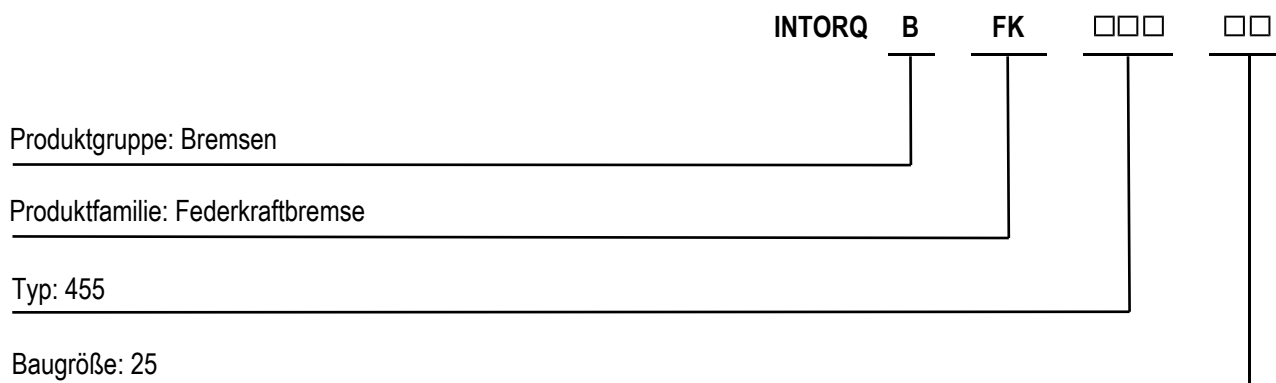 INTORQ B FK □□□ □□
Produktgruppe: Bremsen
Produktfamilie: Federkraftbremse
Typ: 455
Baugröße: 25